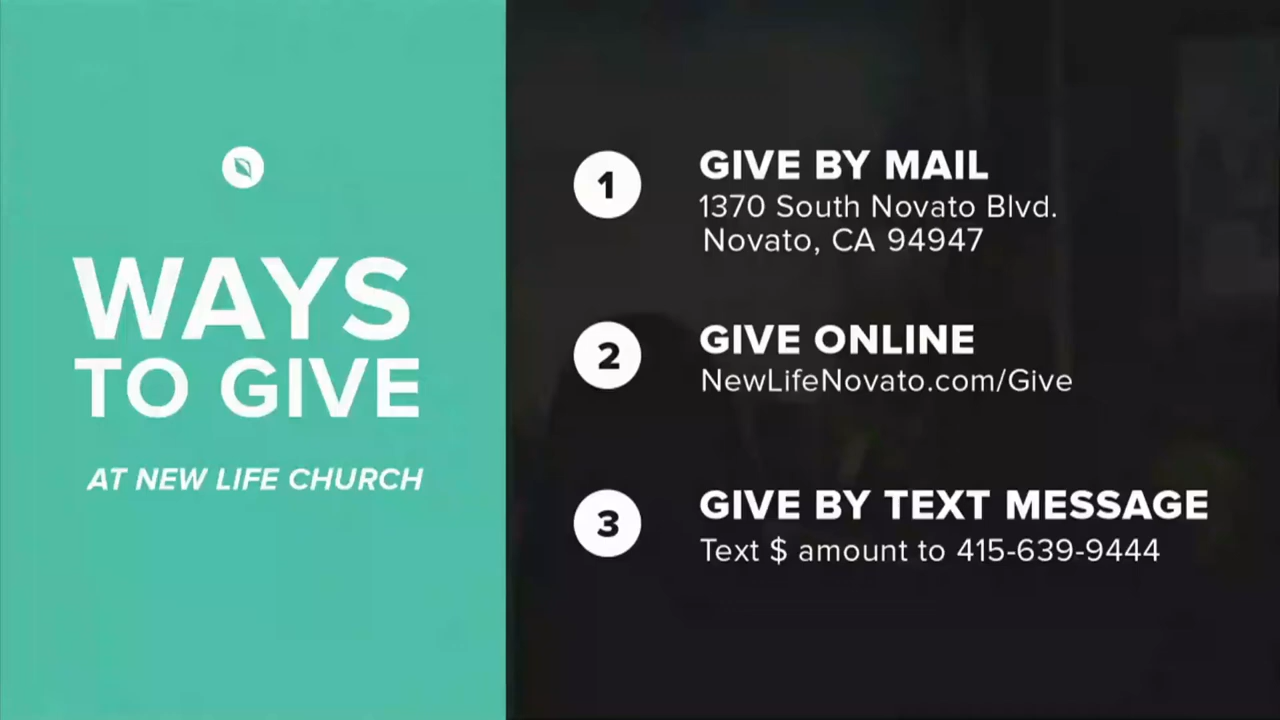 WAYS
TO GIVE
AT NEW LIFE CHURCH
1
GIVE BY MAIL
1370 South Novato Blvd.
Novato, CA 94947
2
GIVE ONLINE
NewLifeNovato.com/Give
3
GIVE BY TEXT MESSAGE
Text $ amount to 415-639-9444